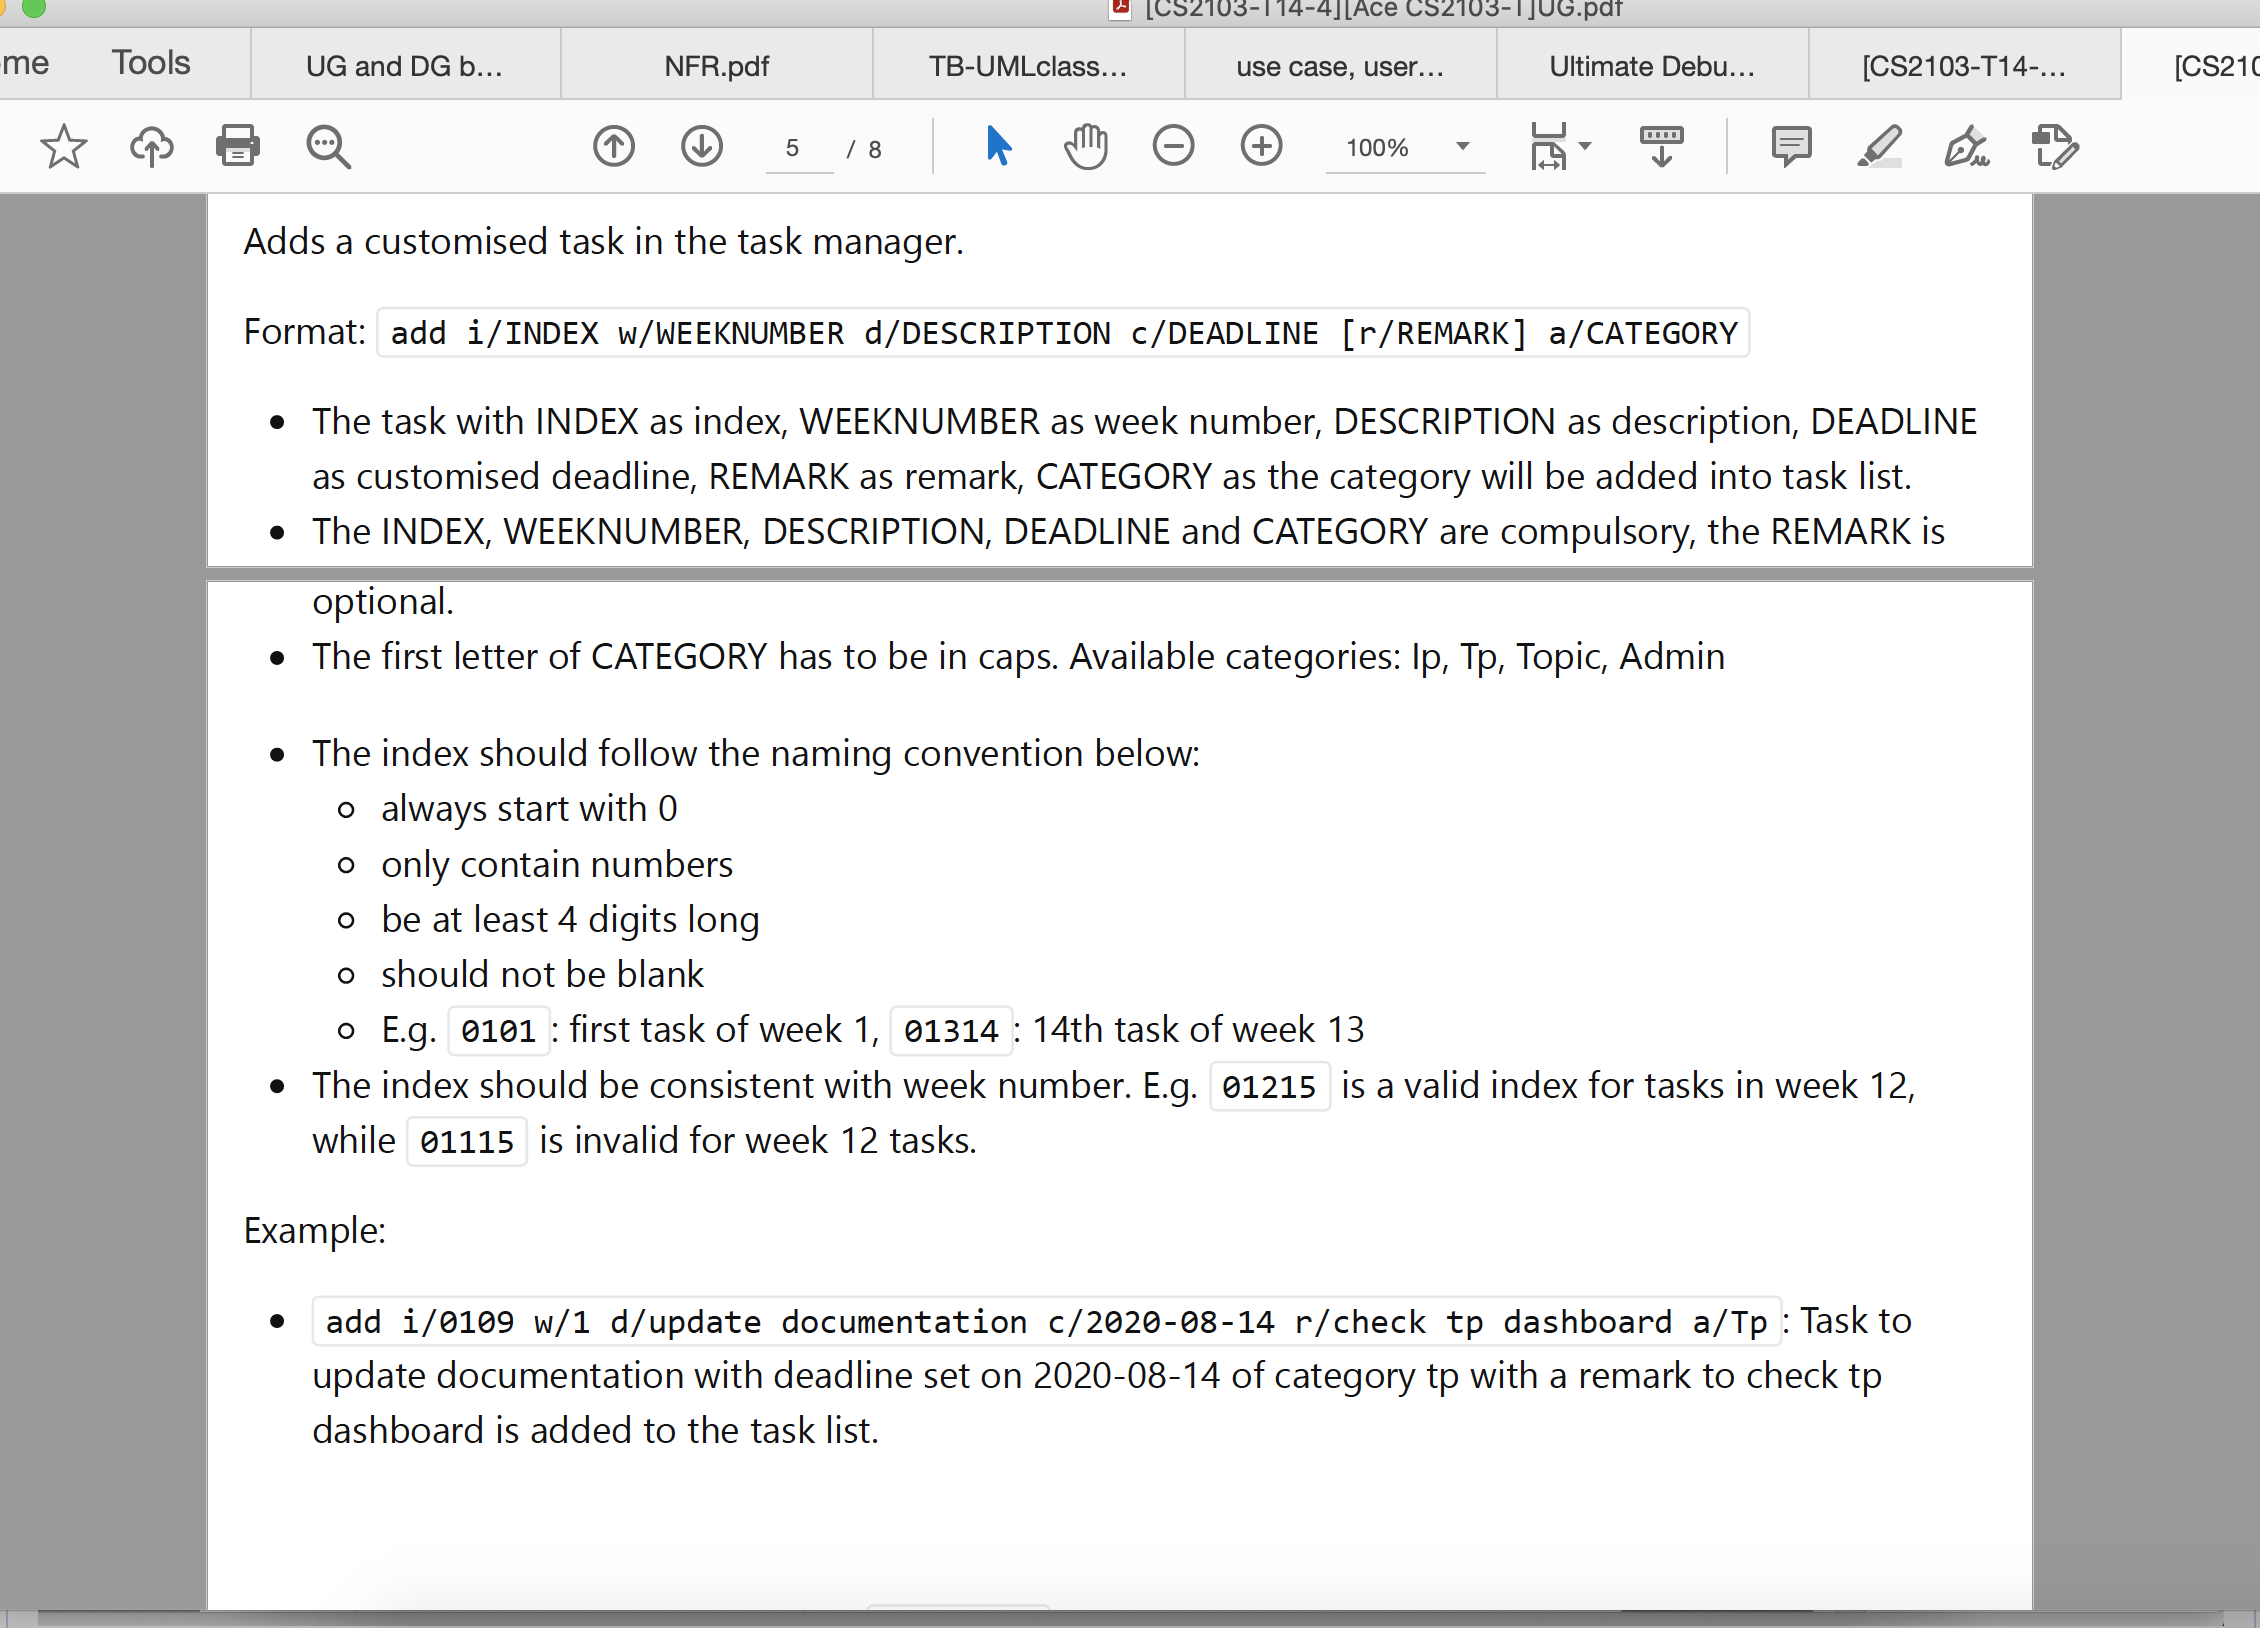 [CS2103-T14-4][Ace CS2103-T]UG.pdf
me Tools UG and DG b... NFR.pdf TB-UMLclass... use case, user... Ultimate Debu... [CS2103-T14-... [CS210
5 / 8 100%
Adds a customised task in the task manager.
Format: add i/INDEX w/WEEKNUMBER d/DESCRIPTION c/DEADLINE [r/REMARK] a/CATEGORY
• The task with INDEX as index, WEEKNUMBER as week number, DESCRIPTION as description, DEADLINE
as customised deadline, REMARK as remark, CATEGORY as the category will be added into task list.
• The INDEX, WEEKNUMBER, DESCRIPTION, DEADLINE and CATEGORY are compulsory, the REMARK is
optional.
• The first letter of CATEGORY has to be in caps. Available categories: Ip, Tp, Topic, Admin
• The index should follow the naming convention below:
○ always start with 0
○ only contain numbers
○ be at least 4 digits long
○ should not be blank
○ E.g. 0101 : first task of week 1, 01314 : 14th task of week 13
• The index should be consistent with week number. E.g. 01215 is a valid index for tasks in week 12,
while 01115 is invalid for week 12 tasks.
Example:
• add i/0109 w/1 d/update documentation c/2020-08-14 r/check tp dashboard a/Tp : Task to
update documentation with deadline set on 2020-08-14 of category tp with a remark to check tp
dashboard is added to the task list.